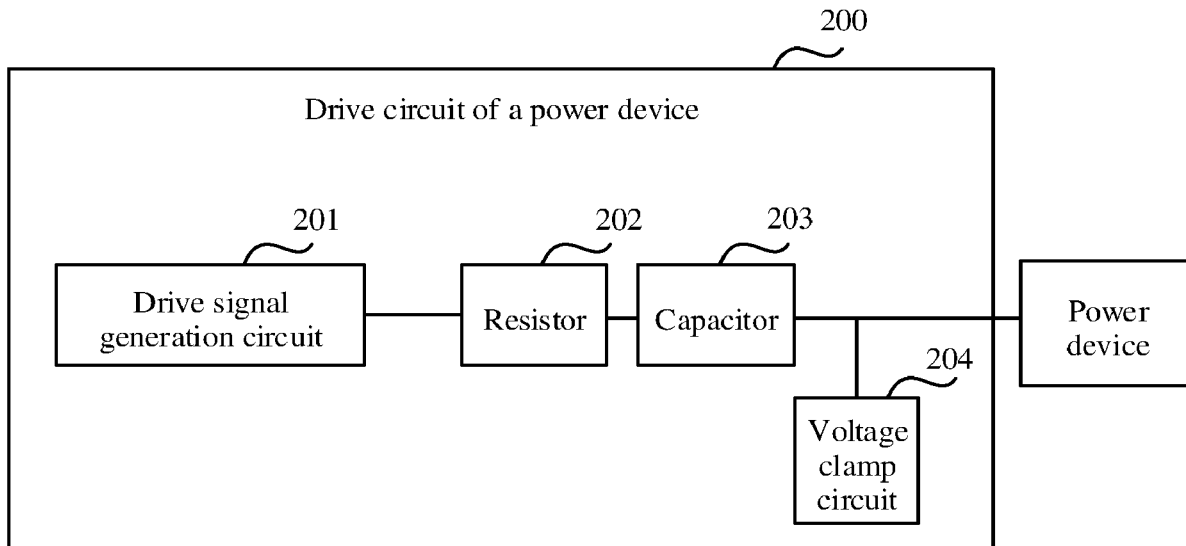 200
Drive circuit of a power device
201
202
203
Drive signal
generation circuit
Resistor
Capacitor
Power
device
204
Voltage
clamp
circuit